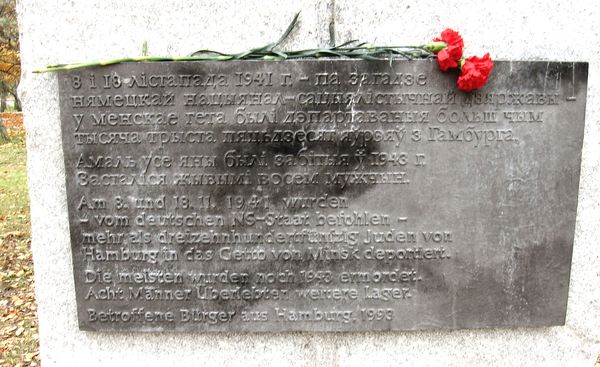 8 і 18 лістапада 1941 г. – па загадзе
нямецкай нацыянал-сацыялістычнай дзяржавы –
у менскае гета былі дэпартаваныя больш чым
тысяча трыста пяцьдзесят яўрэяў з Гамбурга.
Амаль усе яны былі забітыя ў 1943 г.
Засталіся жывымі восем мужчын.
Am 8. und 18. 11. 1941 wurden
– vom deutschen NS-Staat befohlen –
mehr als dreizehnhundertfünfzig Juden von
Hamburg in das Getto von Minsk deportiert.
Die meisten wurden noch 1943 ermordet.
Acht Männer überlebten weitere Lager.
Betroffene Bürger aus Hamburg, 1993